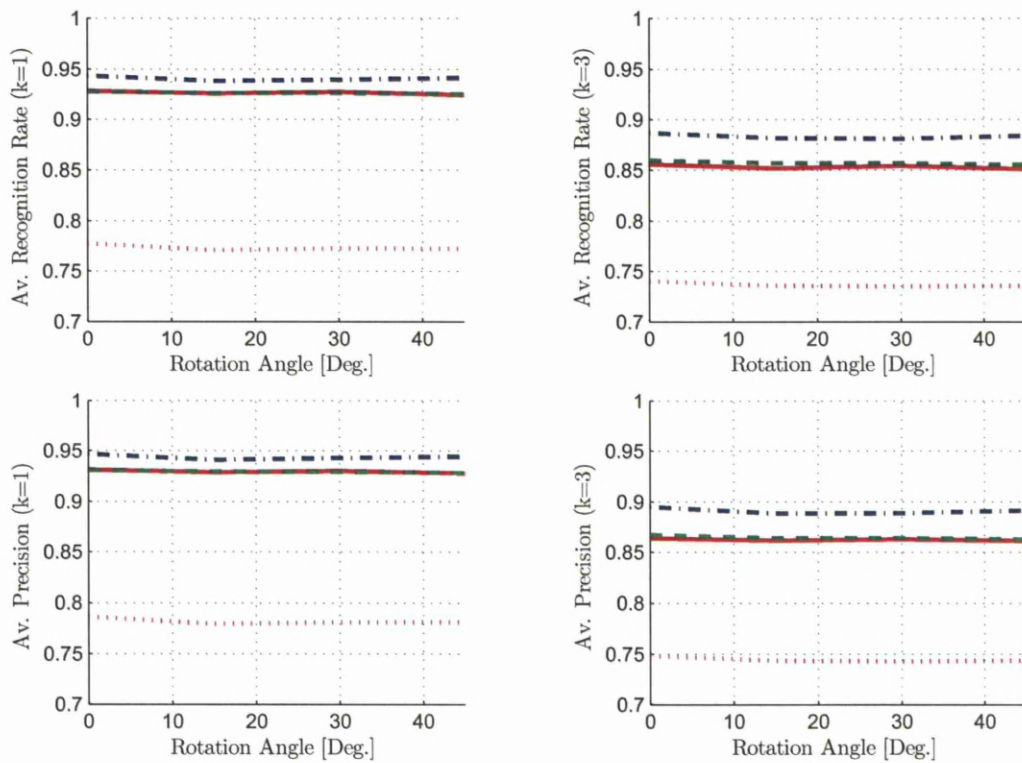 1
0.95
0.9
0.85
0.8
0.75
0.7
Av. Recognition Rate (k=1)
0 10 20 30 40
Rotation Angle [Deg.]
1
0.95
0.9
0.85
0.8
0.75
0.7
Av. Recognition Rate (k=3)
0 10 20 30 40
Rotation Angle [Deg.]
1
0.95
0.9
0.85
0.8
0.75
0.7
Av. Precision (k=1)
0 10 20 30 40
Rotation Angle [Deg.]
1
0.95
0.9
0.85
0.8
0.75
0.7
Av. Precision (k=3)
0 10 20 30 40
Rotation Angle [Deg.]